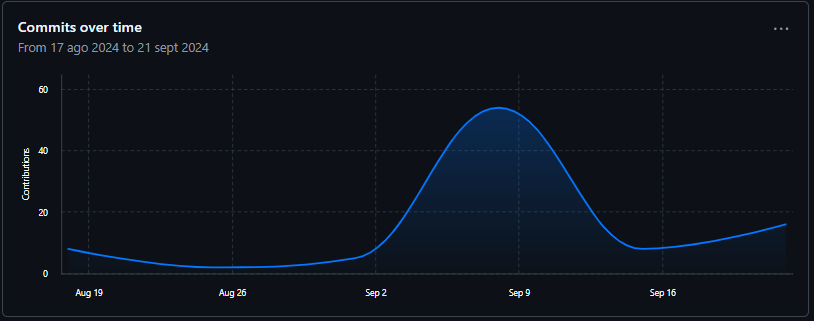 Commits over time
From 17 ago 2024 to 21 sept 2024
Contributions
60
40
20
0
Aug 19 Aug 26 Sep 2 Sep 9 Sep 16